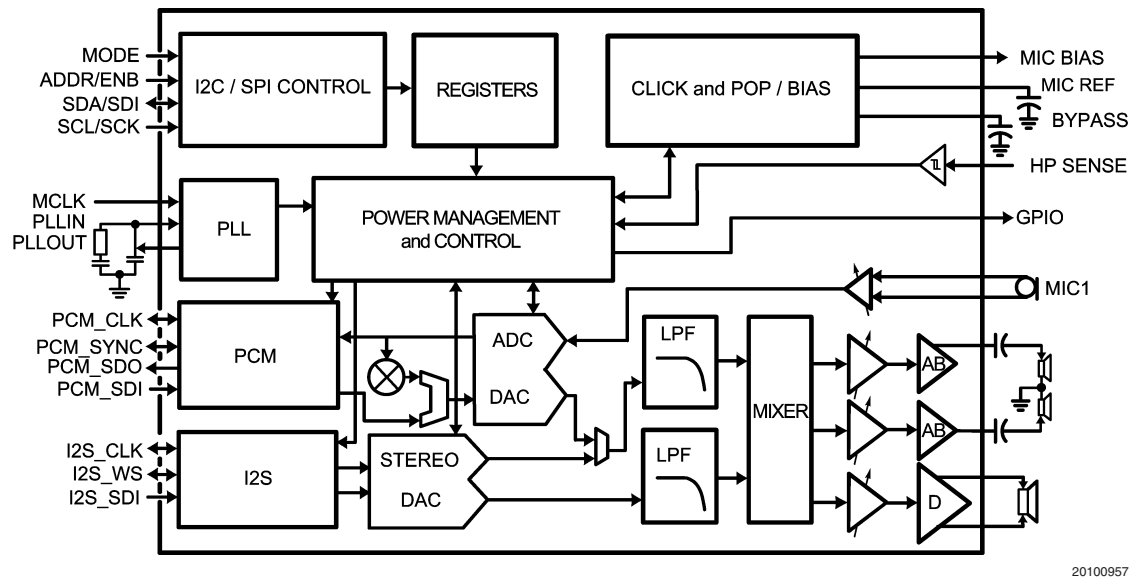 MODE
ADDR/ENB
SDA/SDI
SCL/SCK
I2C / SPI CONTROL
REGISTERS
CLICK and POP / BIAS
MIC BIAS
MIC REF
BYPASS
HP SENSE
MCLK
PLLIN
PLLOUT
PLL
POWER MANAGEMENT
and CONTROL
GPIO
MIC1
PCM_CLK
PCM_SYNC
PCM_SDO
PCM_SDI
PCM
ADC
DAC
LPF
MIXER
AB
AB
I2S_CLK
I2S_WS
I2S_SDI
I2S
STEREO
DAC
LPF
D
20100957